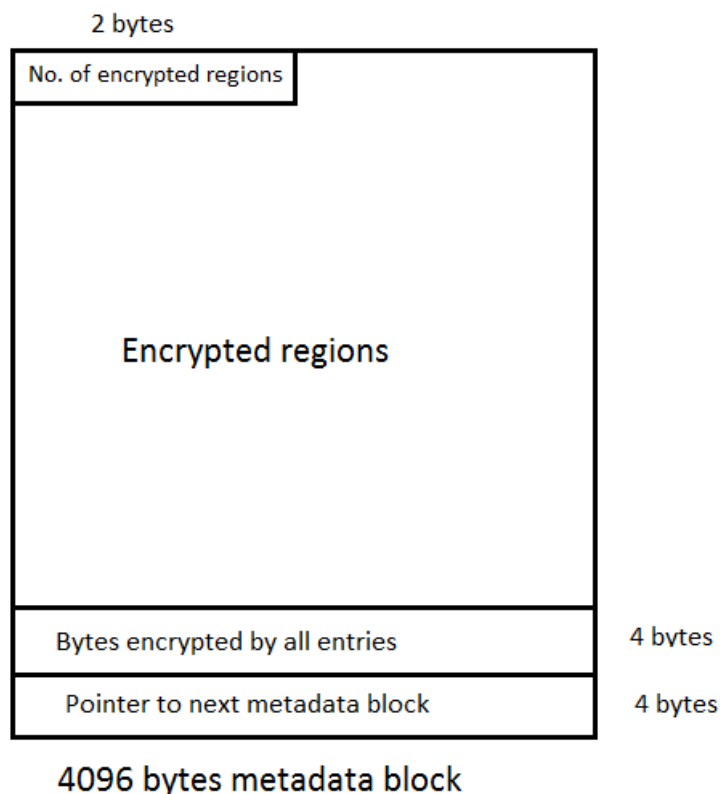 2 bytes
No. of encrypted regions
Encrypted regions
Bytes encrypted by all entries
4 bytes
Pointer to next metadata block
4 bytes
4096 bytes metadata block